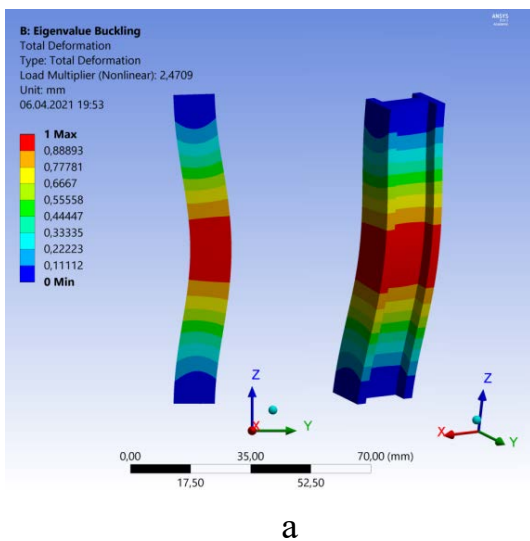 ANSYS
B: Eigenvalue Buckling
Total Deformation
Type: Total Deformation
Load Multiplier (Nonlinear): 2,4709
Unit: mm
06.04.2021 19:53
1 Max
0,88893
0,77781
0,6667
0,55558
0,44447
0,33335
0,22223
0,11112
0 Min
Z
X
Y
Z
X
Y
0,00 35,00 70,00 (mm)
17,50 52,50
a